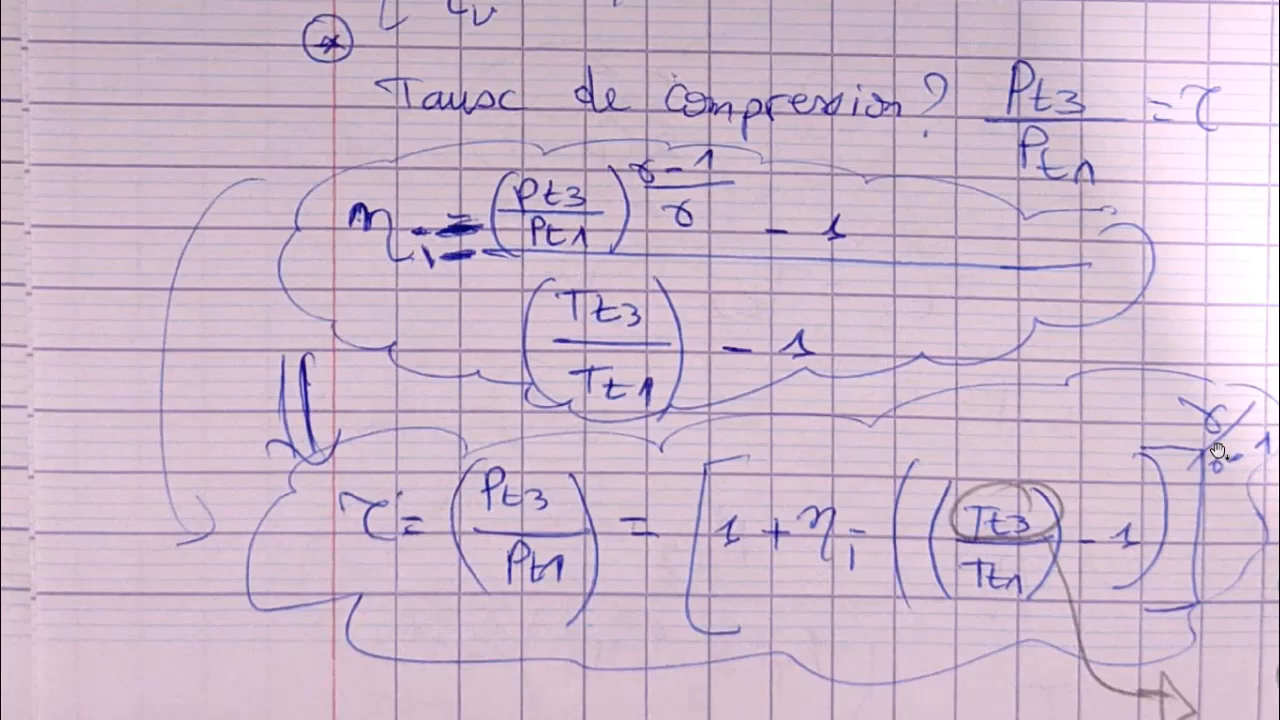 Cv
*
Taux de compression? Pt3/Pt1 = τ
ηi = ((Pt3/Pt1)^((γ-1)/γ) - 1) / ((Tt3/Tt1) - 1)
τ = (Pt3/Pt1) = [1 + ηi ((Tt3/Tt1) - 1)]^(γ/γ-1)